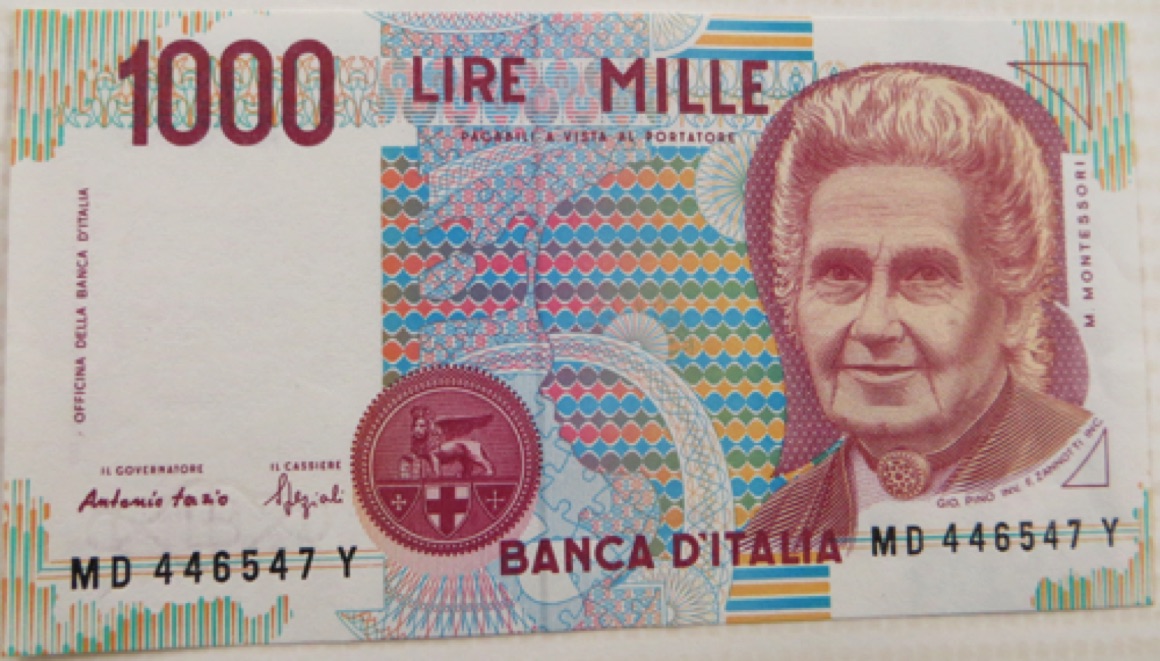 1000 LIRE MILLE
PAGABILI A VISTA AL PORTATORE
OFFICINA DELLA BANCA D'ITALIA
M. MONTESSORI
IL GOVERNATORE
IL CASSIERE
Antonio Fazio
Speziali
GIO. PINO INV. F. ZANNOTTI INC.
BANCA D'ITALIA
MD 446547 Y
MD 446547 Y